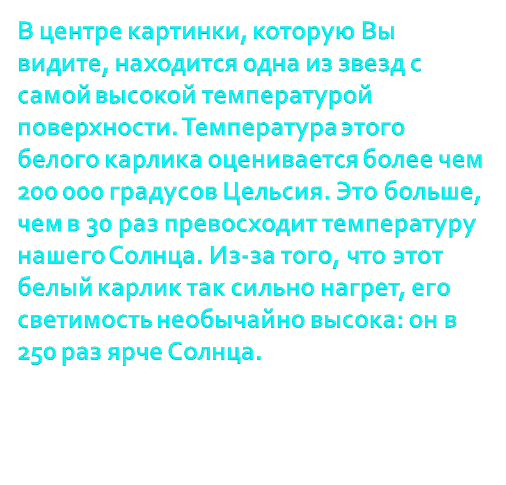 В центре картинки, которую Вы
видите, находится одна из звезд с
самой высокой температурой
поверхности. Температура этого
белого карлика оценивается более чем
200 000 градусов Цельсия. Это больше,
чем в 30 раз превосходит температуру
нашего Солнца. Из-за того, что этот
белый карлик так сильно нагрет, его
светимость необычайно высока: он в
250 раз ярче Солнца.